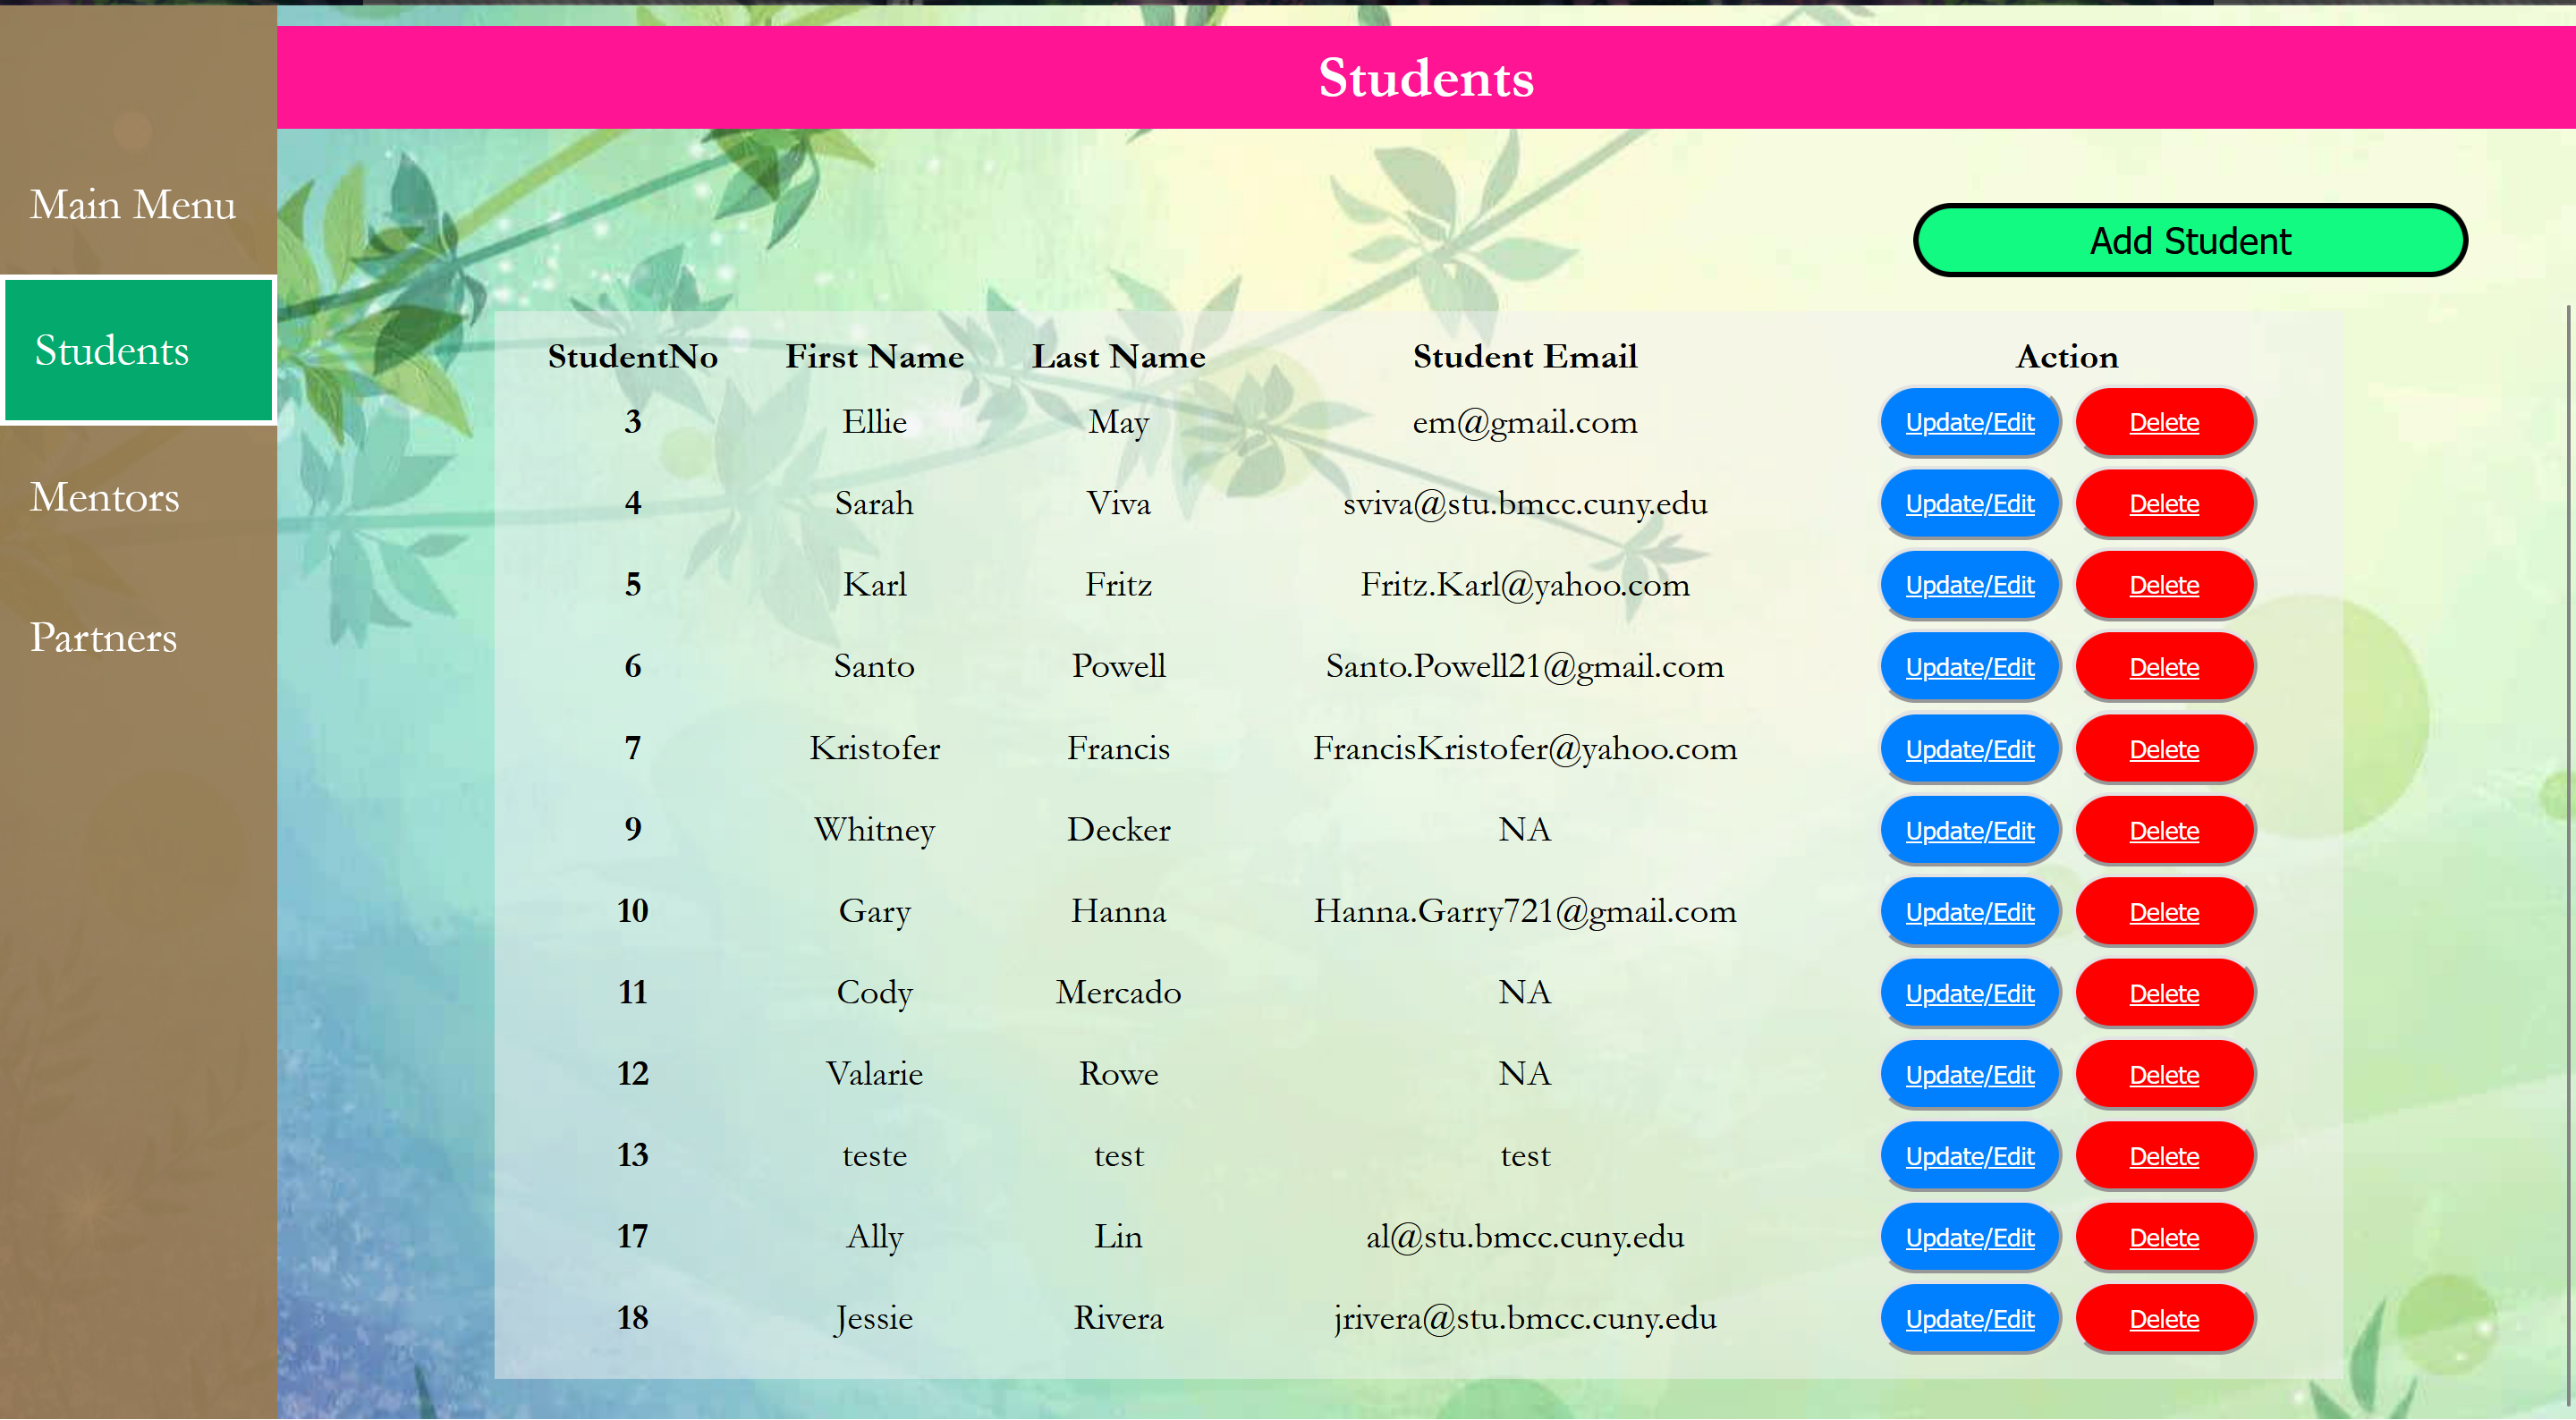 Students
Main Menu
Students
Mentors
Partners
Add Student
StudentNo First Name Last Name Student Email Action
3 Ellie May em@gmail.com Update/Edit Delete
4 Sarah Viva sviva@stu.bmcc.cuny.edu Update/Edit Delete
5 Karl Fritz Fritz.Karl@yahoo.com Update/Edit Delete
6 Santo Powell Santo.Powell21@gmail.com Update/Edit Delete
7 Kristofer Francis FrancisKristofer@yahoo.com Update/Edit Delete
9 Whitney Decker NA Update/Edit Delete
10 Gary Hanna Hanna.Garry721@gmail.com Update/Edit Delete
11 Cody Mercado NA Update/Edit Delete
12 Valarie Rowe NA Update/Edit Delete
13 teste test test Update/Edit Delete
17 Ally Lin al@stu.bmcc.cuny.edu Update/Edit Delete
18 Jessie Rivera jrivera@stu.bmcc.cuny.edu Update/Edit Delete